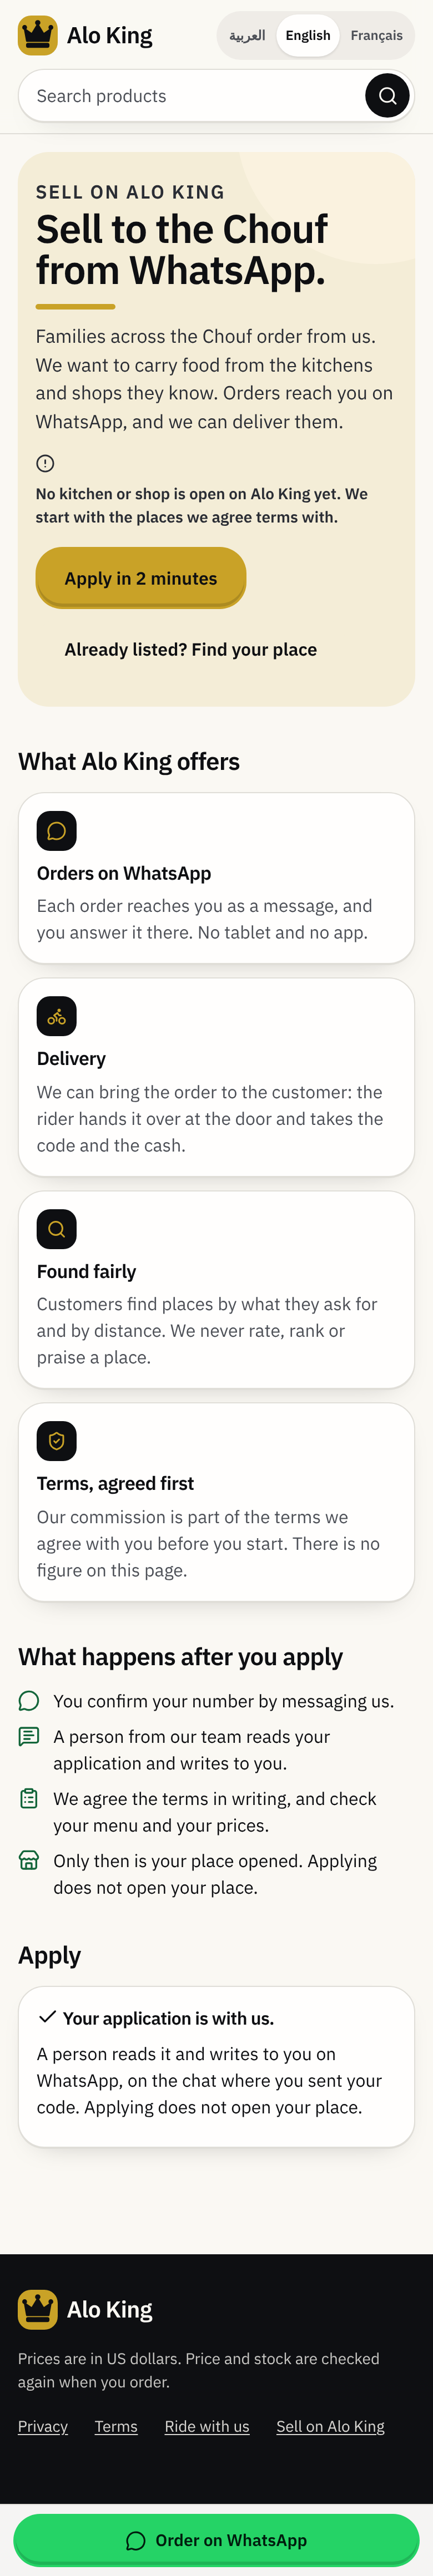 Alo King
العربية
English
Français
Search products
SELL ON ALO KING
Sell to the Chouf
from WhatsApp.
Families across the Chouf order from us.
We want to carry food from the kitchens
and shops they know. Orders reach you on
WhatsApp, and we can deliver them.
No kitchen or shop is open on Alo King yet. We
start with the places we agree terms with.
Apply in 2 minutes
Already listed? Find your place
What Alo King offers
Orders on WhatsApp
Each order reaches you as a message, and
you answer it there. No tablet and no app.
Delivery
We can bring the order to the customer: the
rider hands it over at the door and takes the
code and the cash.
Found fairly
Customers find places by what they ask for
and by distance. We never rate, rank or
praise a place.
Terms, agreed first
Our commission is part of the terms we
agree with you before you start. There is no
figure on this page.
What happens after you apply
You confirm your number by messaging us.
A person from our team reads your
application and writes to you.
We agree the terms in writing, and check
your menu and your prices.
Only then is your place opened. Applying
does not open your place.
Apply
Your application is with us.
A person reads it and writes to you on
WhatsApp, on the chat where you sent your
code. Applying does not open your place.
Alo King
Prices are in US dollars. Price and stock are checked
again when you order.
Privacy
Terms
Ride with us
Sell on Alo King
Order on WhatsApp